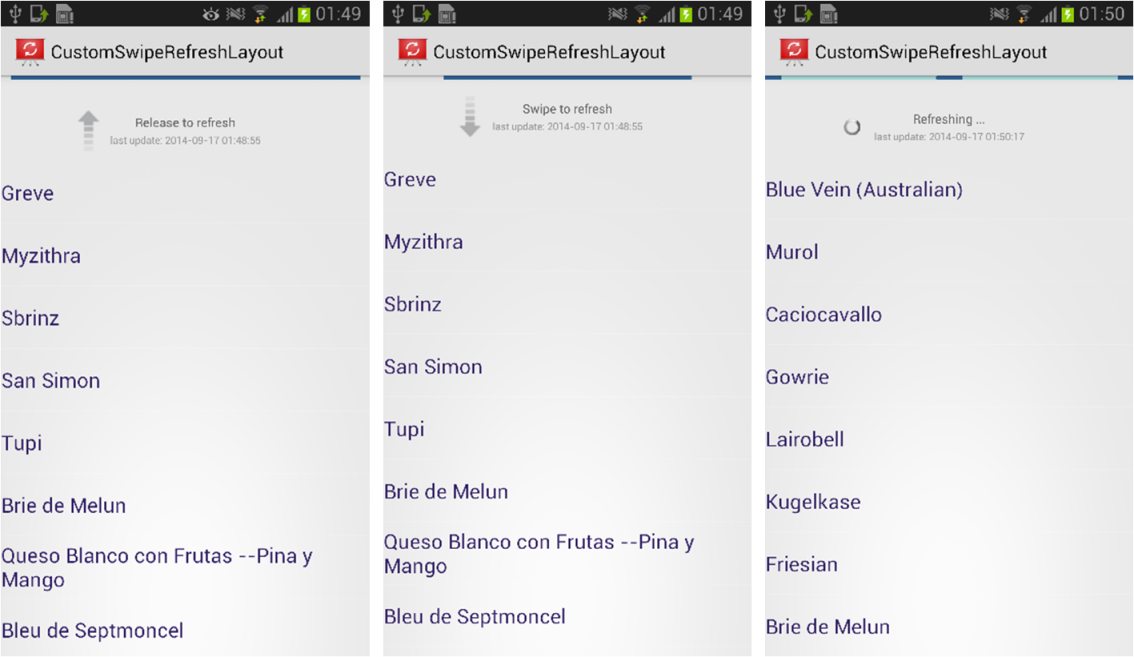 01:49
CustomSwipeRefreshLayout
Release to refresh
last update: 2014-09-17 01:48:55
Greve
Myzithra
Sbrinz
San Simon
Tupi
Brie de Melun
Queso Blanco con Frutas --Pina y
Mango
Bleu de Septmoncel
01:49
CustomSwipeRefreshLayout
Swipe to refresh
last update: 2014-09-17 01:48:55
Greve
Myzithra
Sbrinz
San Simon
Tupi
Brie de Melun
Queso Blanco con Frutas --Pina y
Mango
Bleu de Septmoncel
01:50
CustomSwipeRefreshLayout
Refreshing ...
last update: 2014-09-17 01:50:17
Blue Vein (Australian)
Murol
Caciocavallo
Gowrie
Lairobell
Kugelkase
Friesian
Brie de Melun